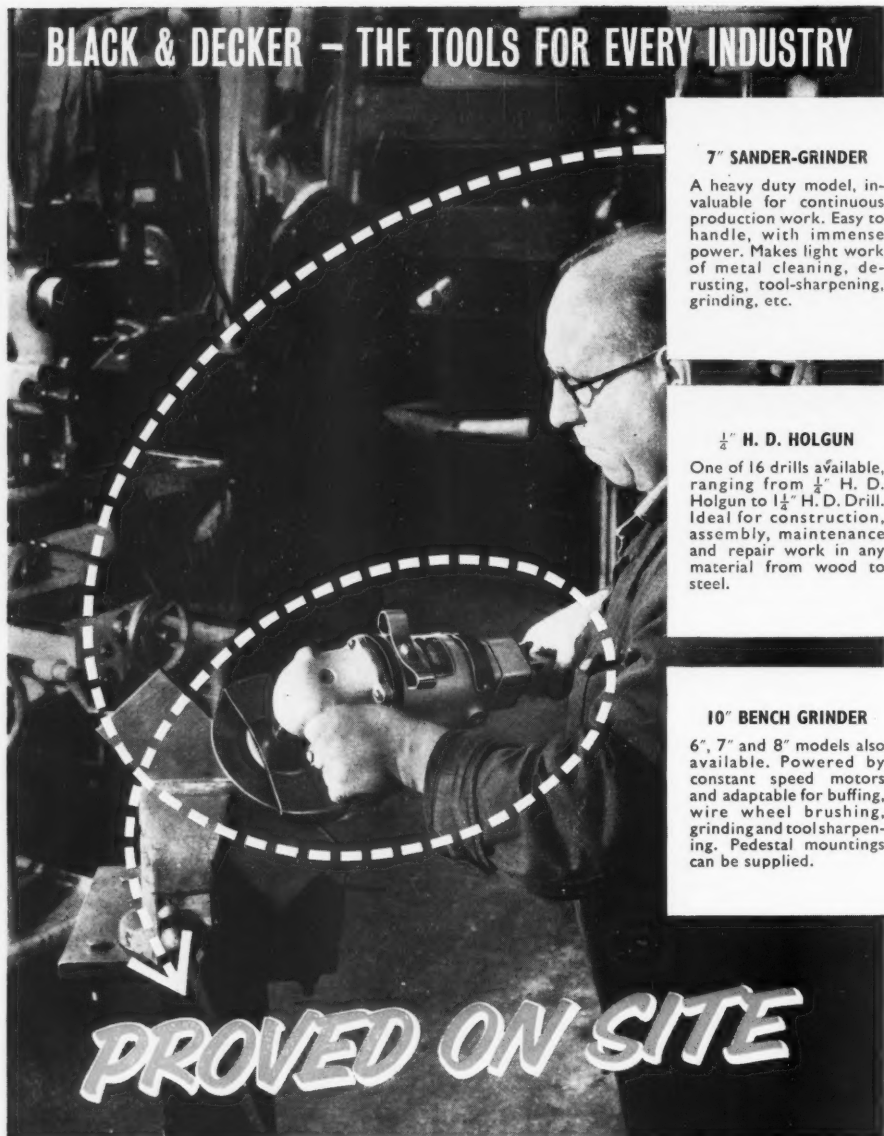 BLACK & DECKER – THE TOOLS FOR EVERY INDUSTRY
7″ SANDER-GRINDER
A heavy duty model, in-
valuable for continuous
production work. Easy to
handle, with immense
power. Makes light work
of metal cleaning, de-
rusting, tool-sharpening,
grinding, etc.
¼″ H. D. HOLGUN
One of 16 drills available,
ranging from ¼″ H. D.
Holgun to 1¼″ H. D. Drill.
Ideal for construction,
assembly, maintenance
and repair work in any
material from wood to
steel.
10″ BENCH GRINDER
6″, 7″ and 8″ models also
available. Powered by
constant speed motors
and adaptable for buffing,
wire wheel brushing,
grinding and tool sharpen-
ing. Pedestal mountings
can be supplied.
PROVED ON SITE